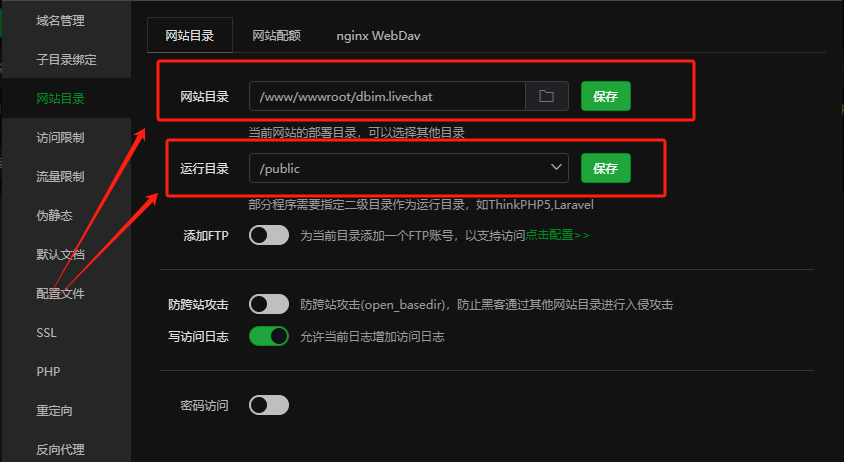 域名管理
子目录绑定
网站目录
访问限制
流量限制
伪静态
默认文档
配置文件
SSL
PHP
重定向
反向代理
网站目录 网站配额 nginx WebDav
网站目录 /www/wwwroot/dbim.livechat 保存
当前网站的部署目录，可以选择其他目录
运行目录 /public 保存
部分程序需要指定二级目录作为运行目录，如ThinkPHP5,Laravel
添加FTP 为当前目录添加一个FTP账号，以支持访问点击配置>>
防跨站攻击 防跨站攻击(open_basedir)，防止黑客通过其他网站目录进行入侵攻击
写访问日志 允许当前日志增加访问日志
密码访问